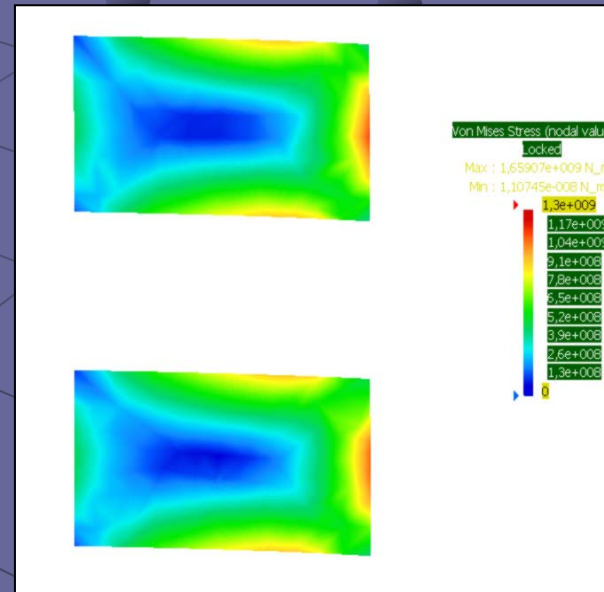 Von Mises Stress (nodal valu
Locked
Max : 1,65907e+009 N_m
Min : 1,10745e-008 N_m
1,3e+009
1,17e+009
1,04e+009
9,1e+008
7,8e+008
6,5e+008
5,2e+008
3,9e+008
2,6e+008
1,3e+008
0